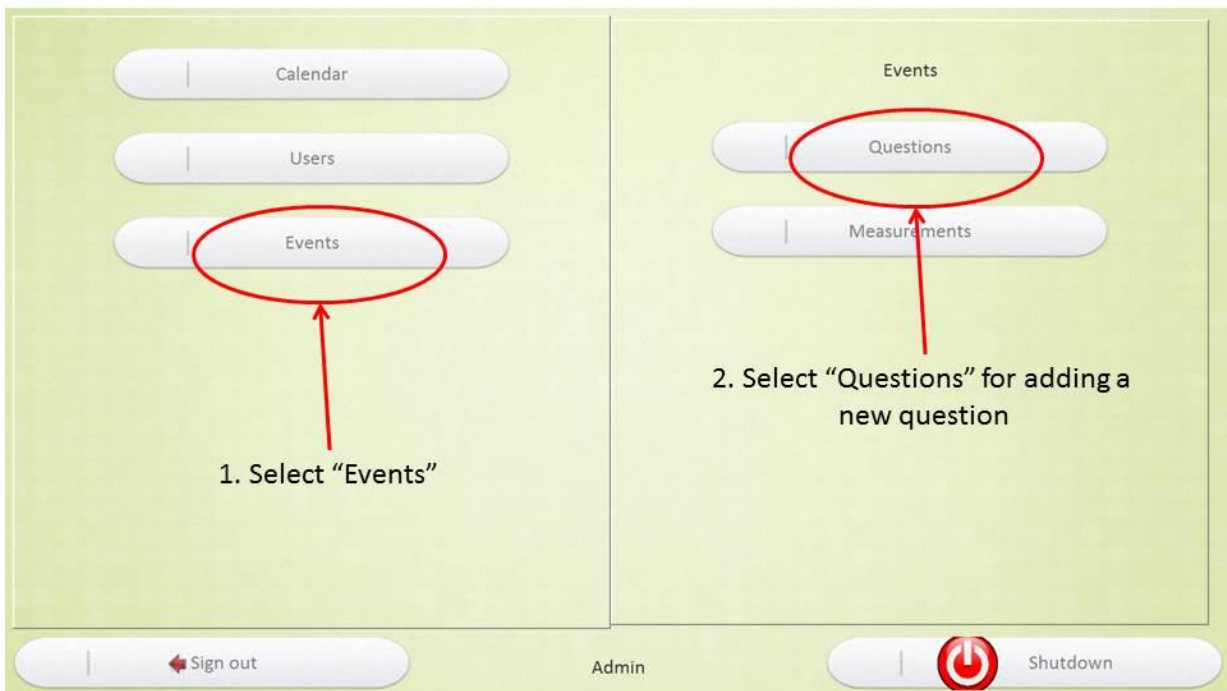 Calendar
Users
Events
1. Select “Events”
Events
Questions
Measurements
2. Select “Questions” for adding a
new question
Sign out
Admin
Shutdown